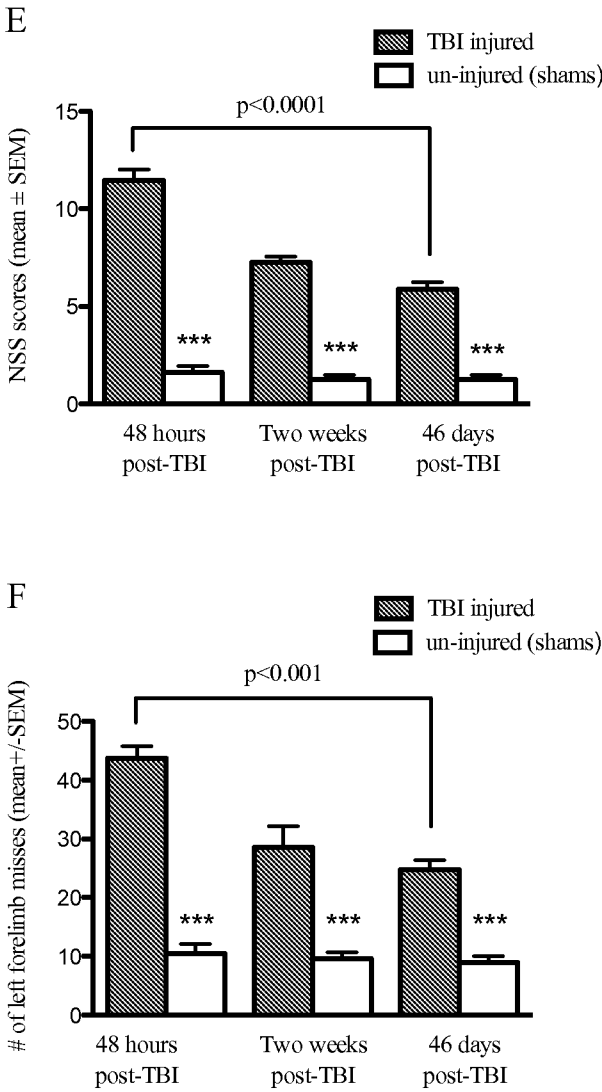 E
TBI injured
un-injured (shams)
p<0.0001
NSS scores (mean ± SEM)
15
10
5
0
***
***
***
48 hours
post-TBI
Two weeks
post-TBI
46 days
post-TBI
F
TBI injured
un-injured (shams)
p<0.001
# of left forelimb misses (mean+/-SEM)
50
40
30
20
10
0
***
***
***
48 hours
post-TBI
Two weeks
post-TBI
46 days
post-TBI